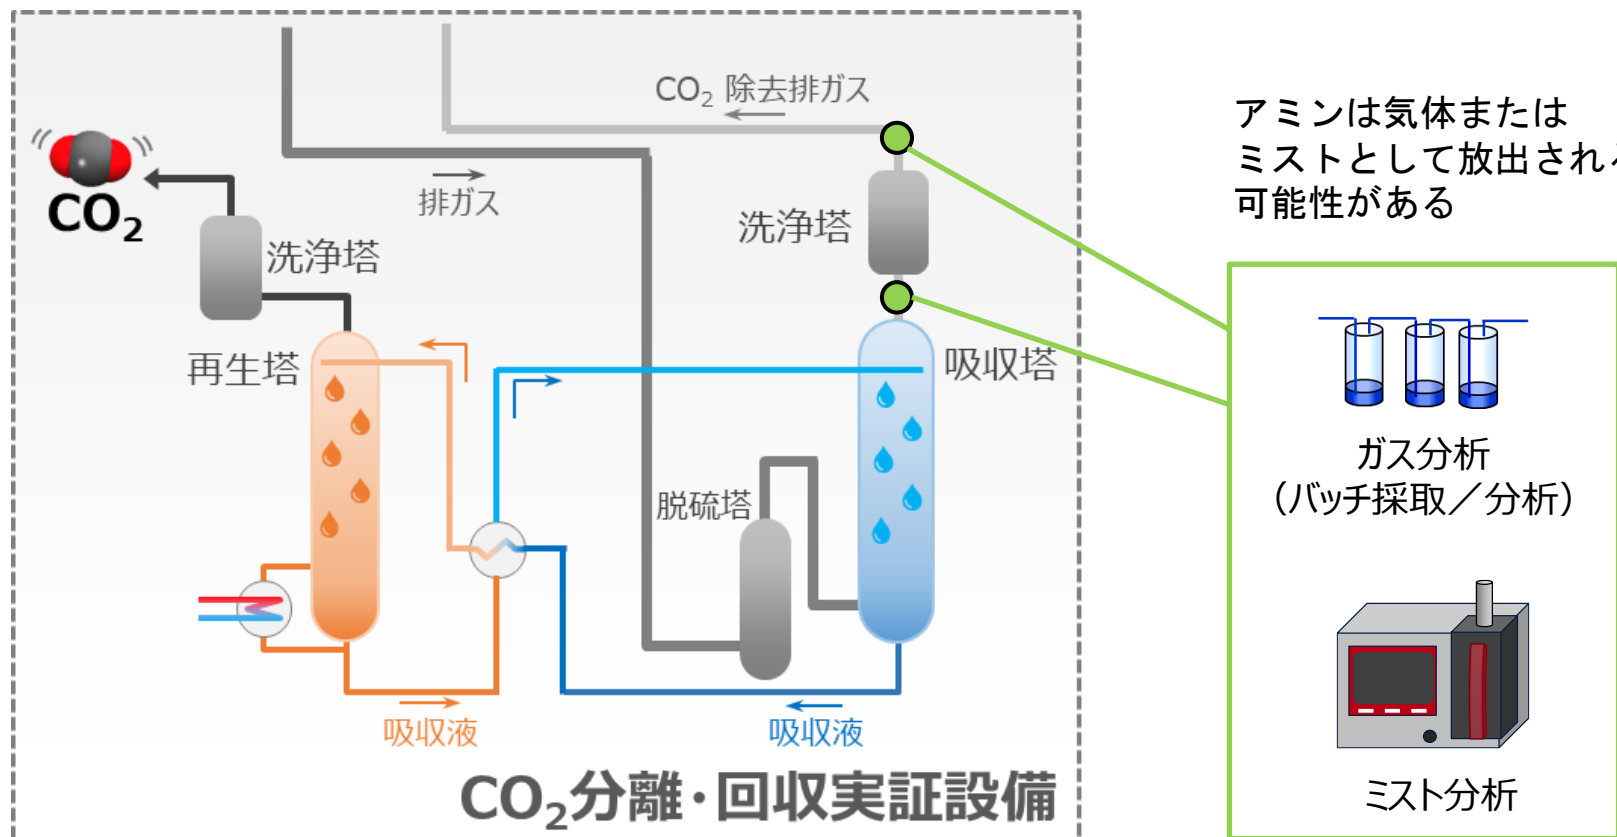 CO₂ 除去排ガス
排ガス
CO₂
洗浄塔
洗浄塔
再生塔
吸収塔
脱硫塔
吸収液
吸収液
CO₂分離・回収実証設備
アミンは気体または
ミストとして放出される
可能性がある
ガス分析
（バッチ採取／分析）
ミスト分析